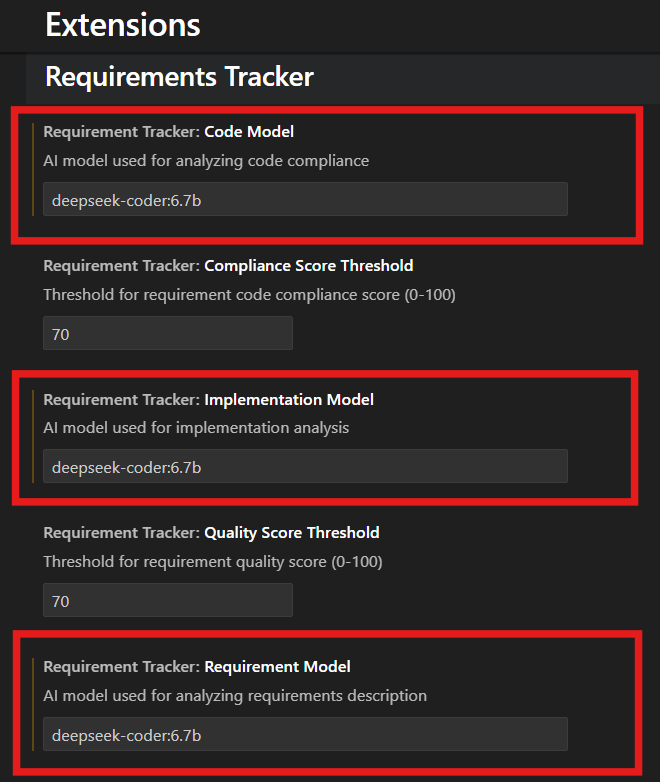 Extensions
Requirements Tracker
Requirement Tracker: Code Model
AI model used for analyzing code compliance
deepseek-coder:6.7b
Requirement Tracker: Compliance Score Threshold
Threshold for requirement code compliance score (0-100)
70
Requirement Tracker: Implementation Model
AI model used for implementation analysis
deepseek-coder:6.7b
Requirement Tracker: Quality Score Threshold
Threshold for requirement quality score (0-100)
70
Requirement Tracker: Requirement Model
AI model used for analyzing requirements description
deepseek-coder:6.7b